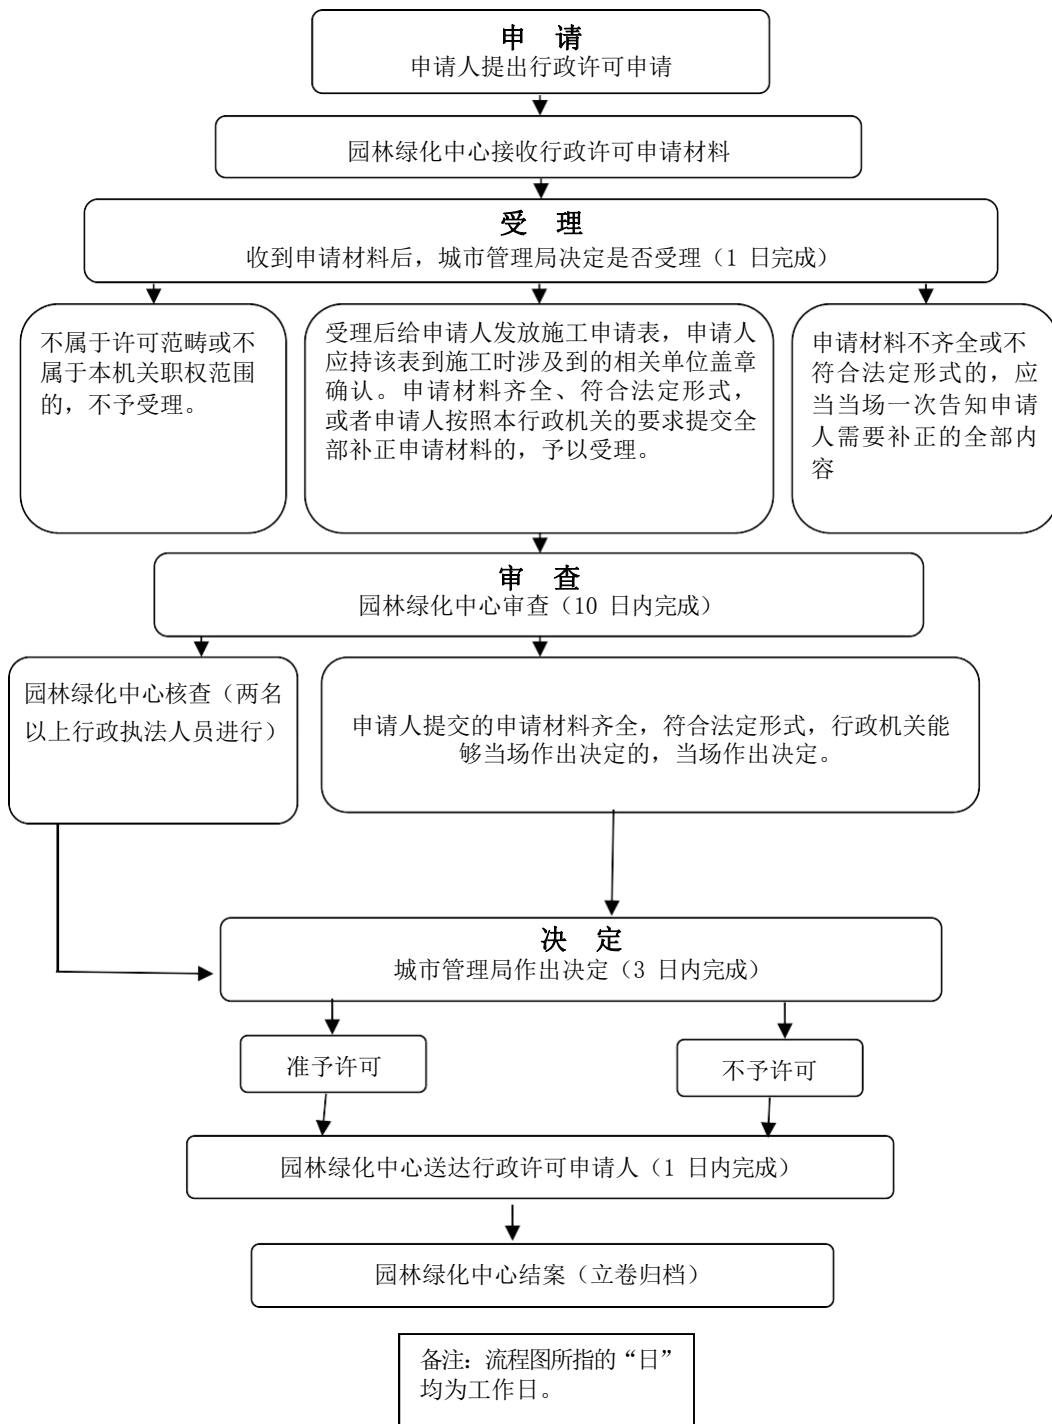 申 请
申请人提出行政许可申请
园林绿化中心接收行政许可申请材料
受 理
收到申请材料后，城市管理局决定是否受理（1 日完成）
不属于许可范畴或不
属于本机关职权范围
的，不予受理。
受理后给申请人发放施工申请表，申请人
应持该表到施工时涉及到的相关单位盖章
确认。申请材料齐全、符合法定形式，
或者申请人按照本行政机关的要求提交全
部补正申请材料的，予以受理。
申请材料不齐全或不
符合法定形式的，应
当当场一次告知申请
人需要补正的全部内
容
审 查
园林绿化中心审查（10 日内完成）
园林绿化中心核查（两名
以上行政执法人员进行）
申请人提交的申请材料齐全，符合法定形式，行政机关能
够当场作出决定的，当场作出决定。
决 定
城市管理局作出决定（3 日内完成）
准予许可
不予许可
园林绿化中心送达行政许可申请人（1 日内完成）
园林绿化中心结案（立卷归档）
备注：流程图所指的“日”
均为工作日。